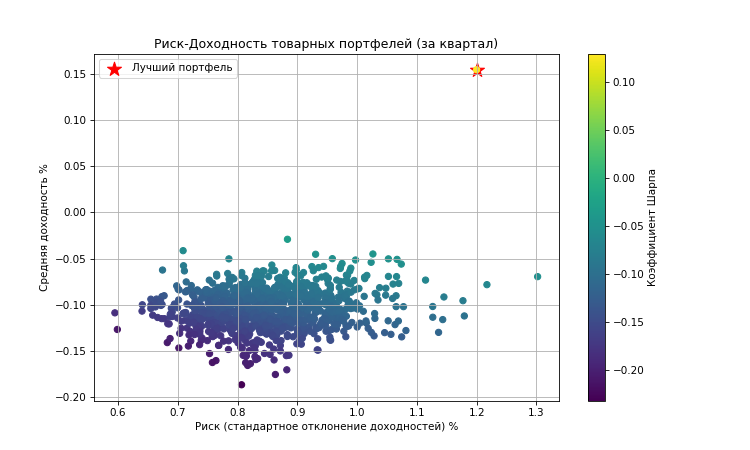 Риск-Доходность товарных портфелей (за квартал)
Лучший портфель
Средняя доходность %
0.15
0.10
0.05
0.00
−0.05
−0.10
−0.15
−0.20
0.6 0.7 0.8 0.9 1.0 1.1 1.2 1.3
Риск (стандартное отклонение доходностей) %
0.10
0.05
0.00
−0.05
−0.10
−0.15
−0.20
Коэффициент Шарпа